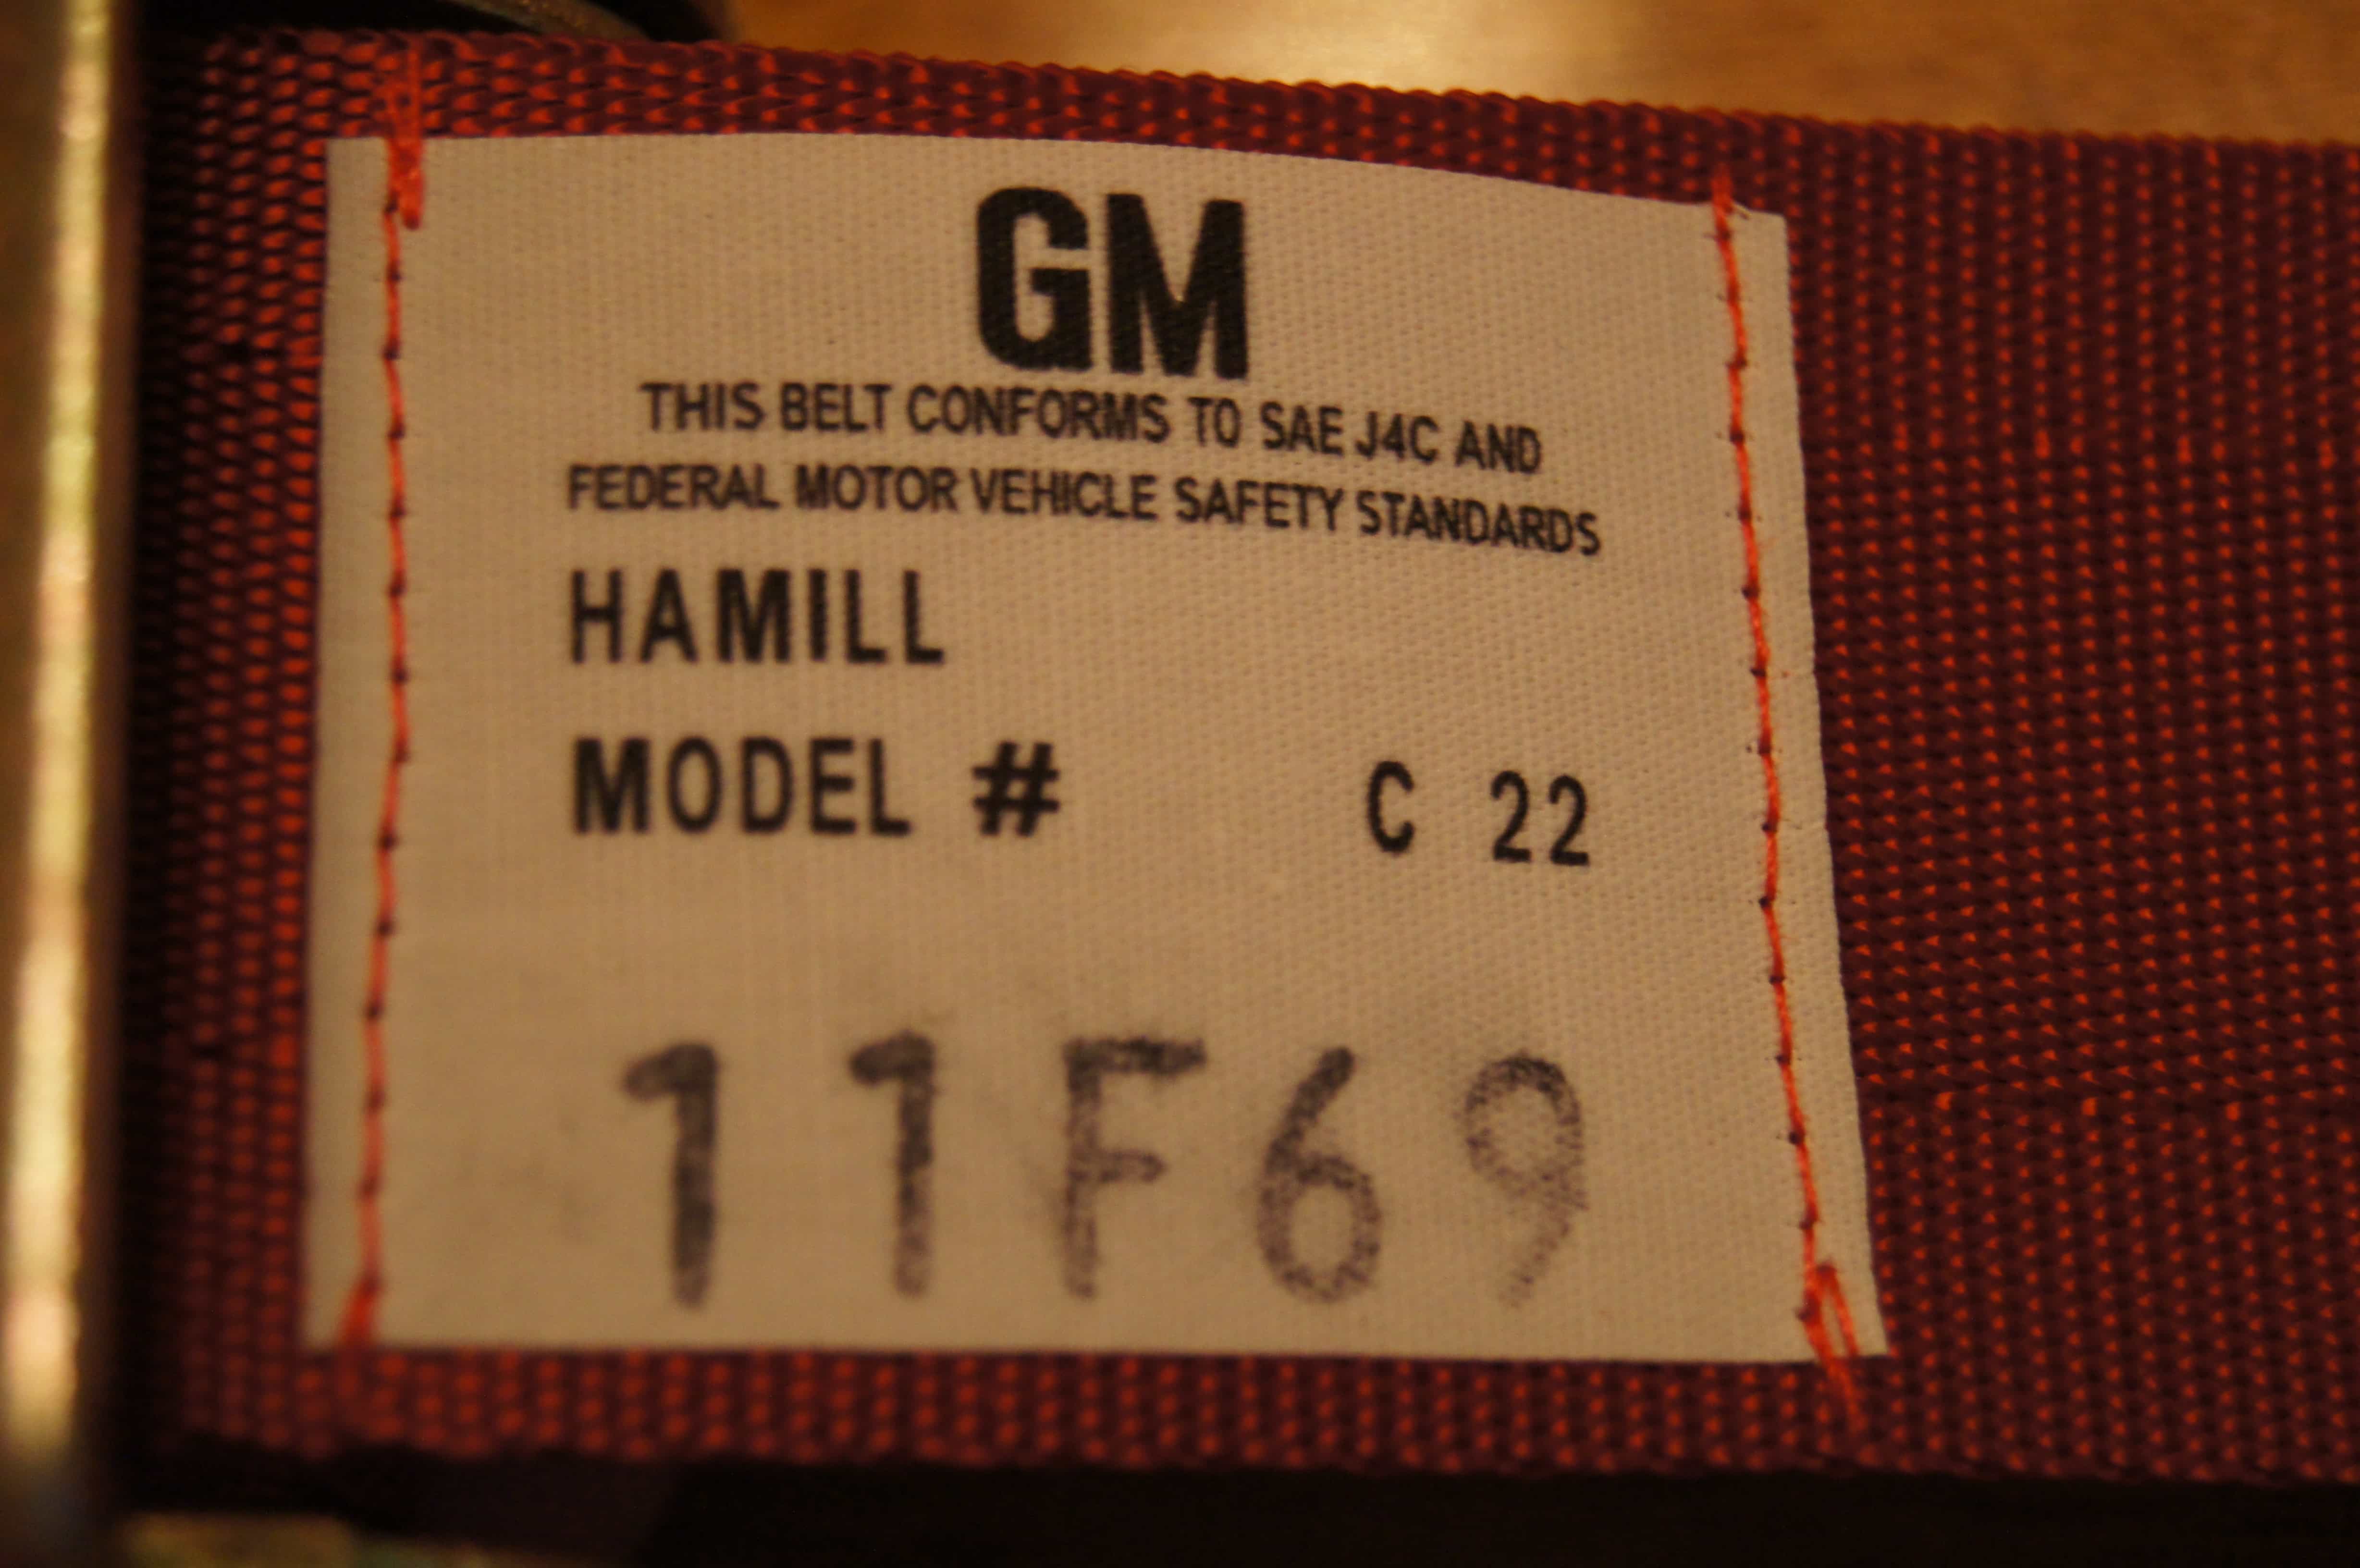 GM
THIS BELT CONFORMS TO SAE J4C AND
FEDERAL MOTOR VEHICLE SAFETY STANDARDS
HAMILL
MODEL # C 22
11F69